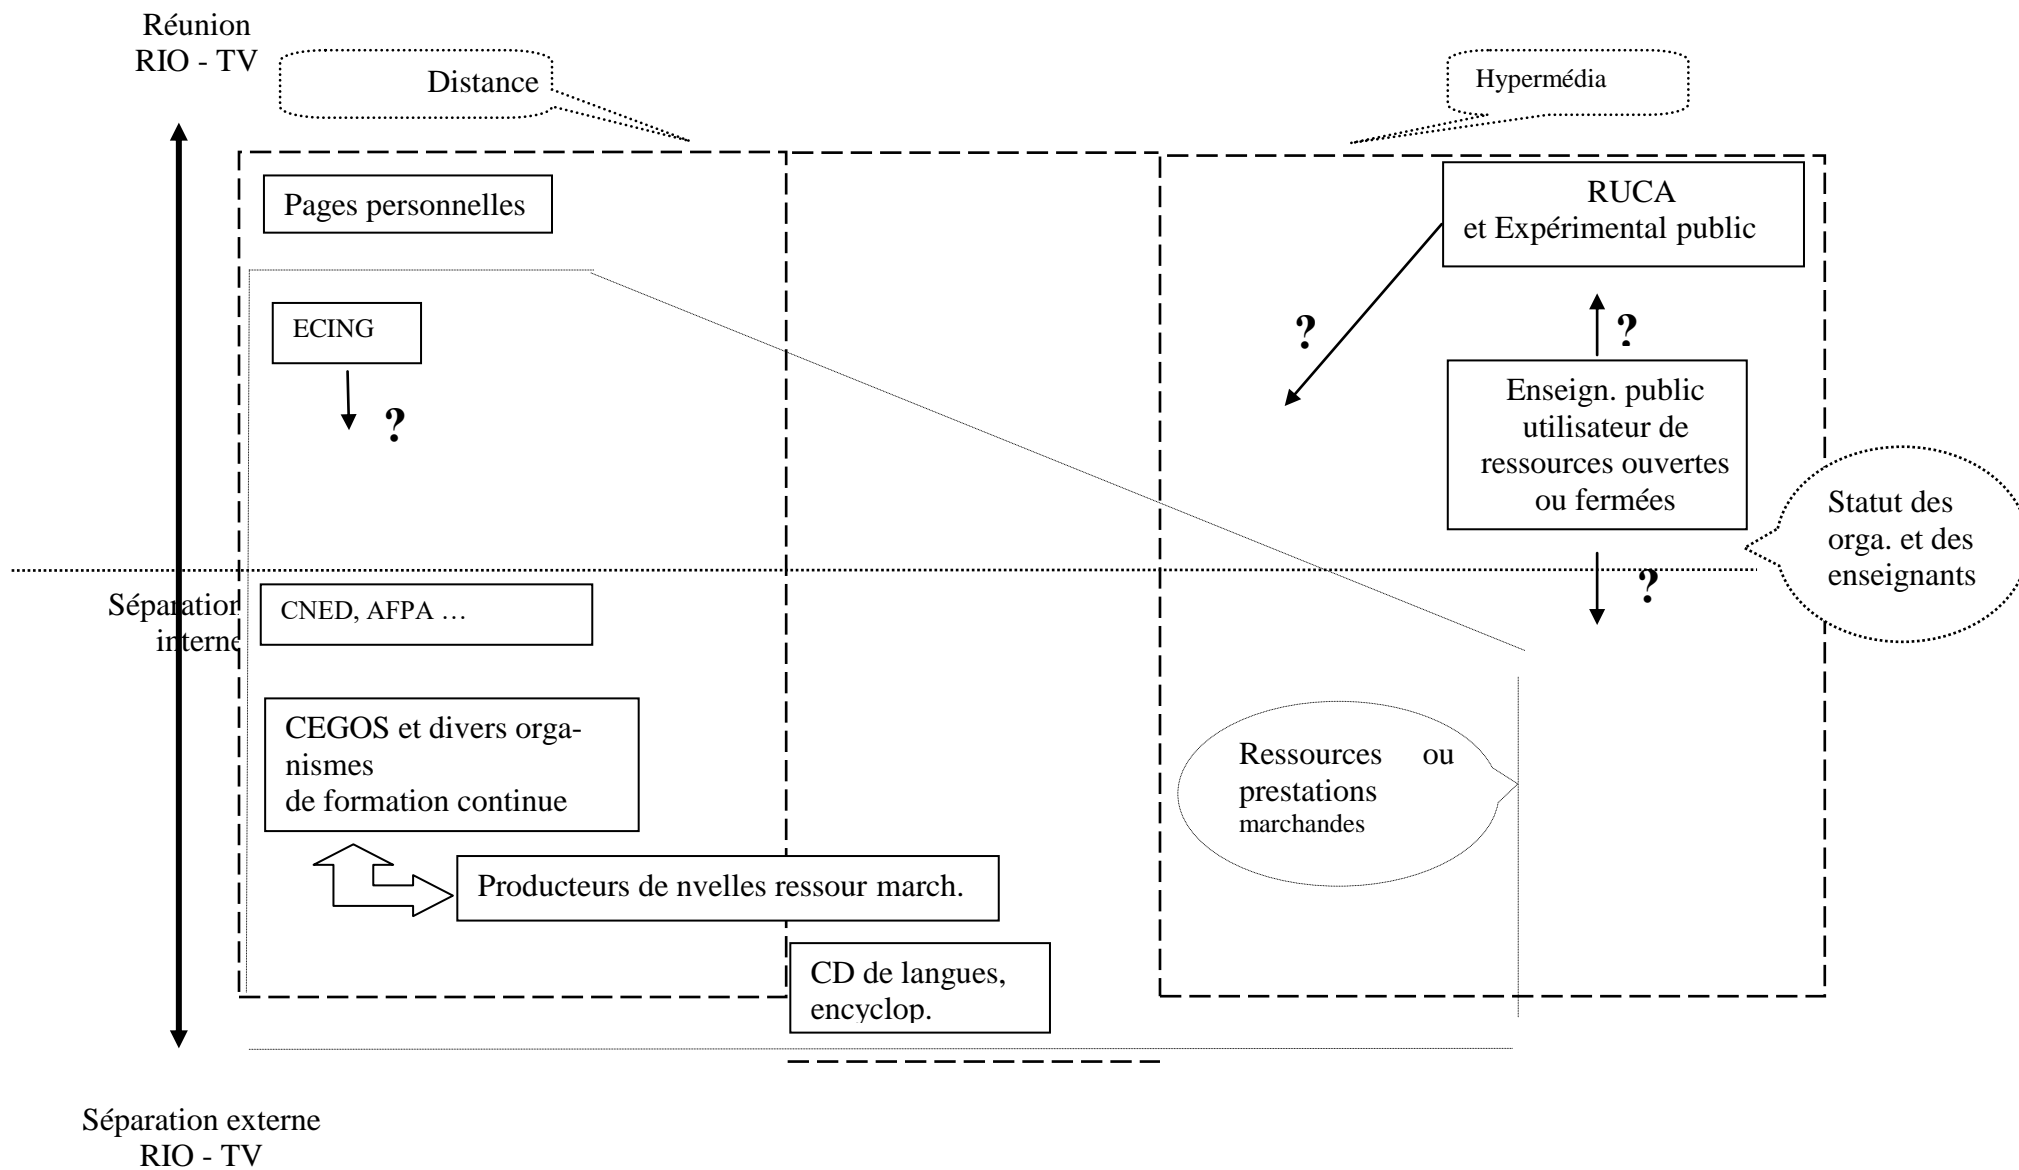 Réunion
RIO - TV
Distance
Hypermédia
Pages personnelles
RUCA
et Expérimental public
ECING
?
?
?
Enseign. public
utilisateur de
ressources ouvertes
ou fermées
Statut des
orga. et des
enseignants
Séparation
interne
CNED, AFPA ...
?
CEGOS et divers orga-
nismes
de formation continue
Ressources ou
prestations
marchandes
Producteurs de nvelles ressour march.
CD de langues,
encyclop.
Séparation externe
RIO - TV